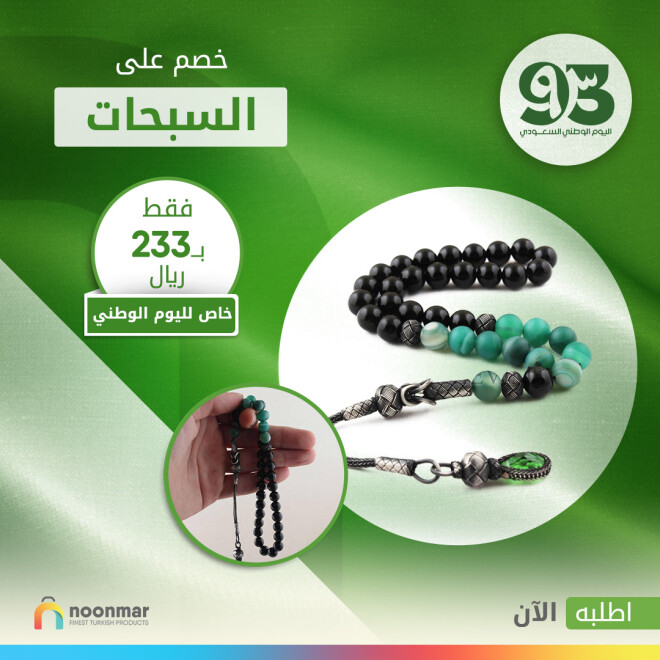 خصم على
السبحات
93
اليوم الوطني السعودي
فقط
بـ233
ريال
خاص لليوم الوطني
noonmar
FINEST TURKISH PRODUCTS
اطلبه الآن